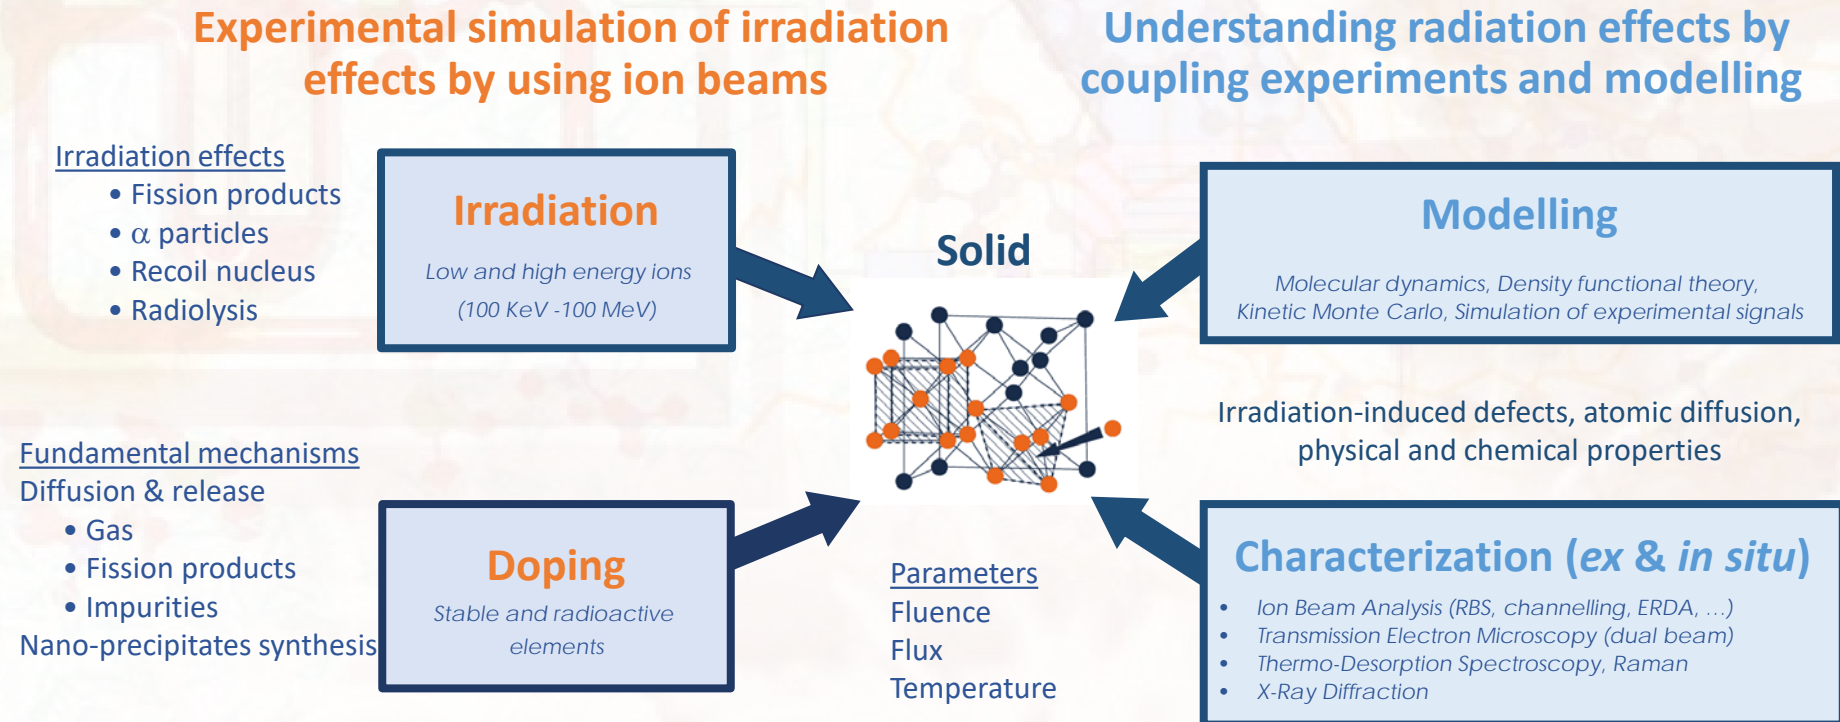 Experimental simulation of irradiation
effects by using ion beams
Understanding radiation effects by
coupling experiments and modelling
Irradiation effects
• Fission products
• α particles
• Recoil nucleus
• Radiolysis
Irradiation
Low and high energy ions
(100 KeV -100 MeV)
Solid
Modelling
Molecular dynamics, Density functional theory,
Kinetic Monte Carlo, Simulation of experimental signals
Irradiation-induced defects, atomic diffusion,
physical and chemical properties
Fundamental mechanisms
Diffusion & release
• Gas
• Fission products
• Impurities
Nano-precipitates synthesis
Doping
Stable and radioactive
elements
Parameters
Fluence
Flux
Temperature
Characterization (ex & in situ)
• Ion Beam Analysis (RBS, channelling, ERDA, ...)
• Transmission Electron Microscopy (dual beam)
• Thermo-Desorption Spectroscopy, Raman
• X-Ray Diffraction